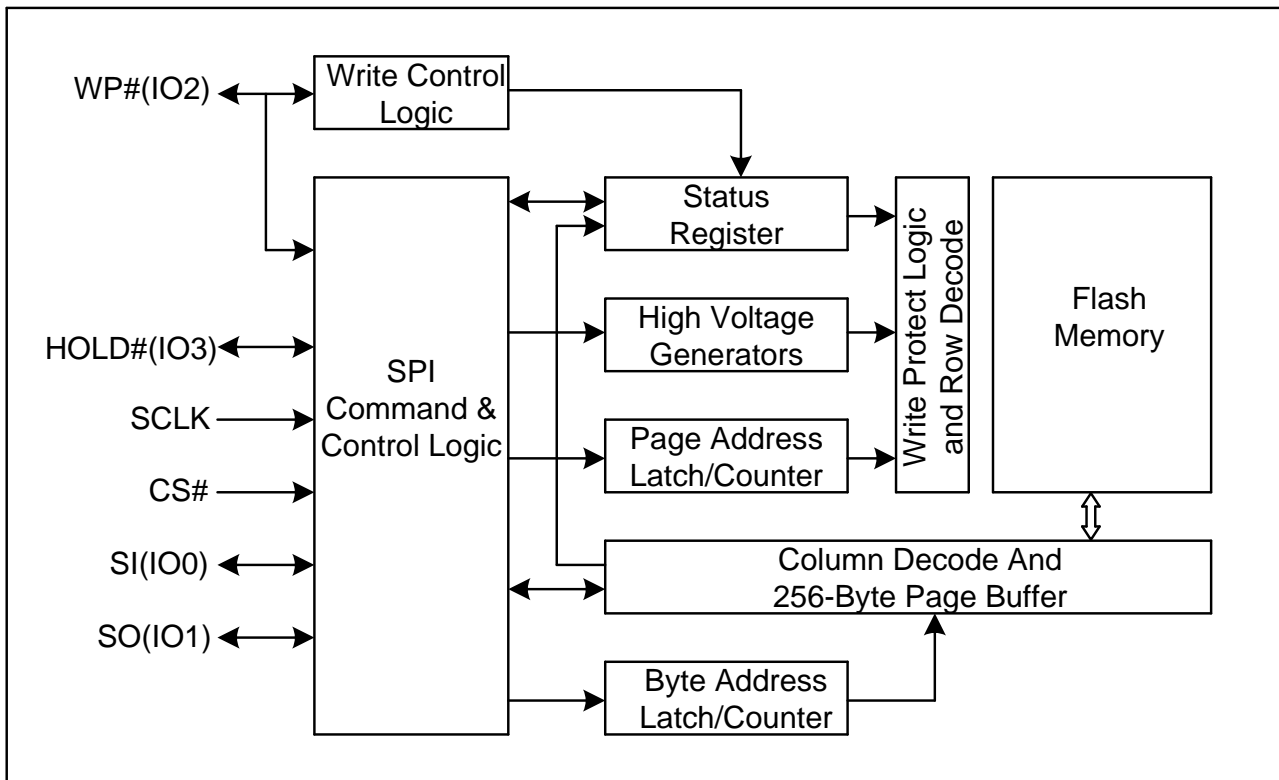 WP#(IO2)
Write Control
Logic
Status
Register
High Voltage
Generators
Page Address
Latch/Counter
Write Protect Logic
and Row Decode
Flash
Memory
HOLD#(IO3)
SCLK
CS#
SI(IO0)
SO(IO1)
SPI
Command &
Control Logic
Column Decode And
256-Byte Page Buffer
Byte Address
Latch/Counter